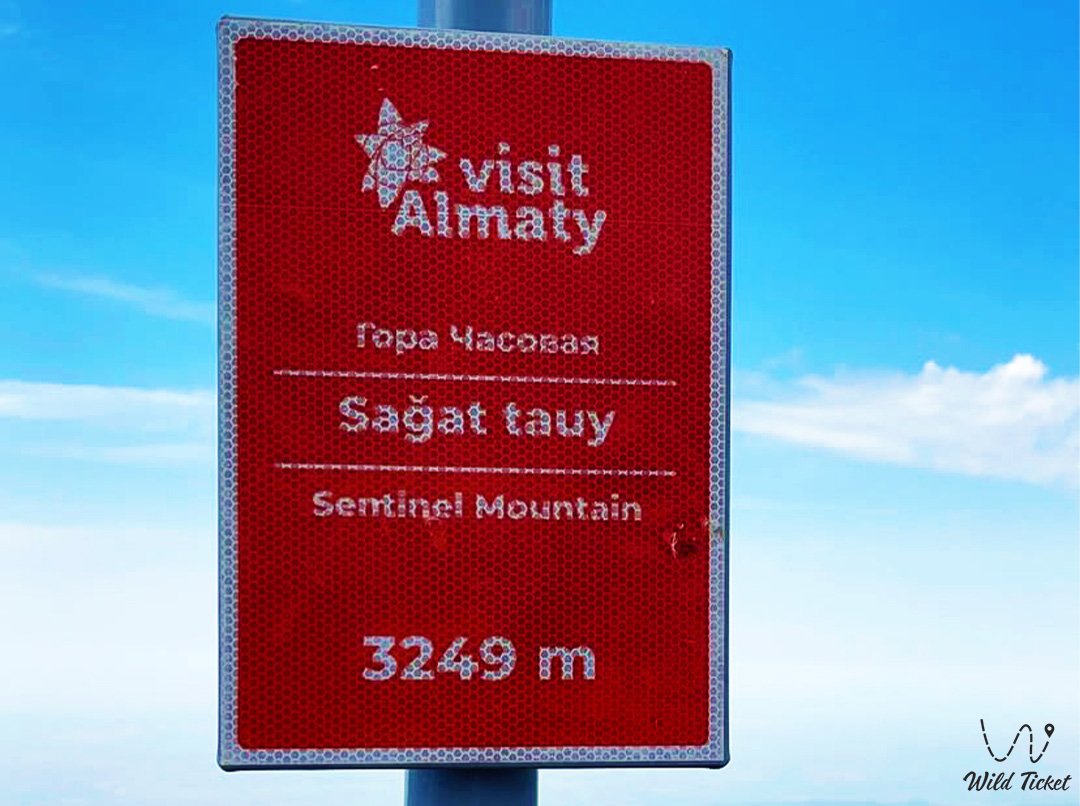 visit
Almaty
Гора Часовая
Sağat tauy
Sentinel Mountain
3249 m
Wild Ticket